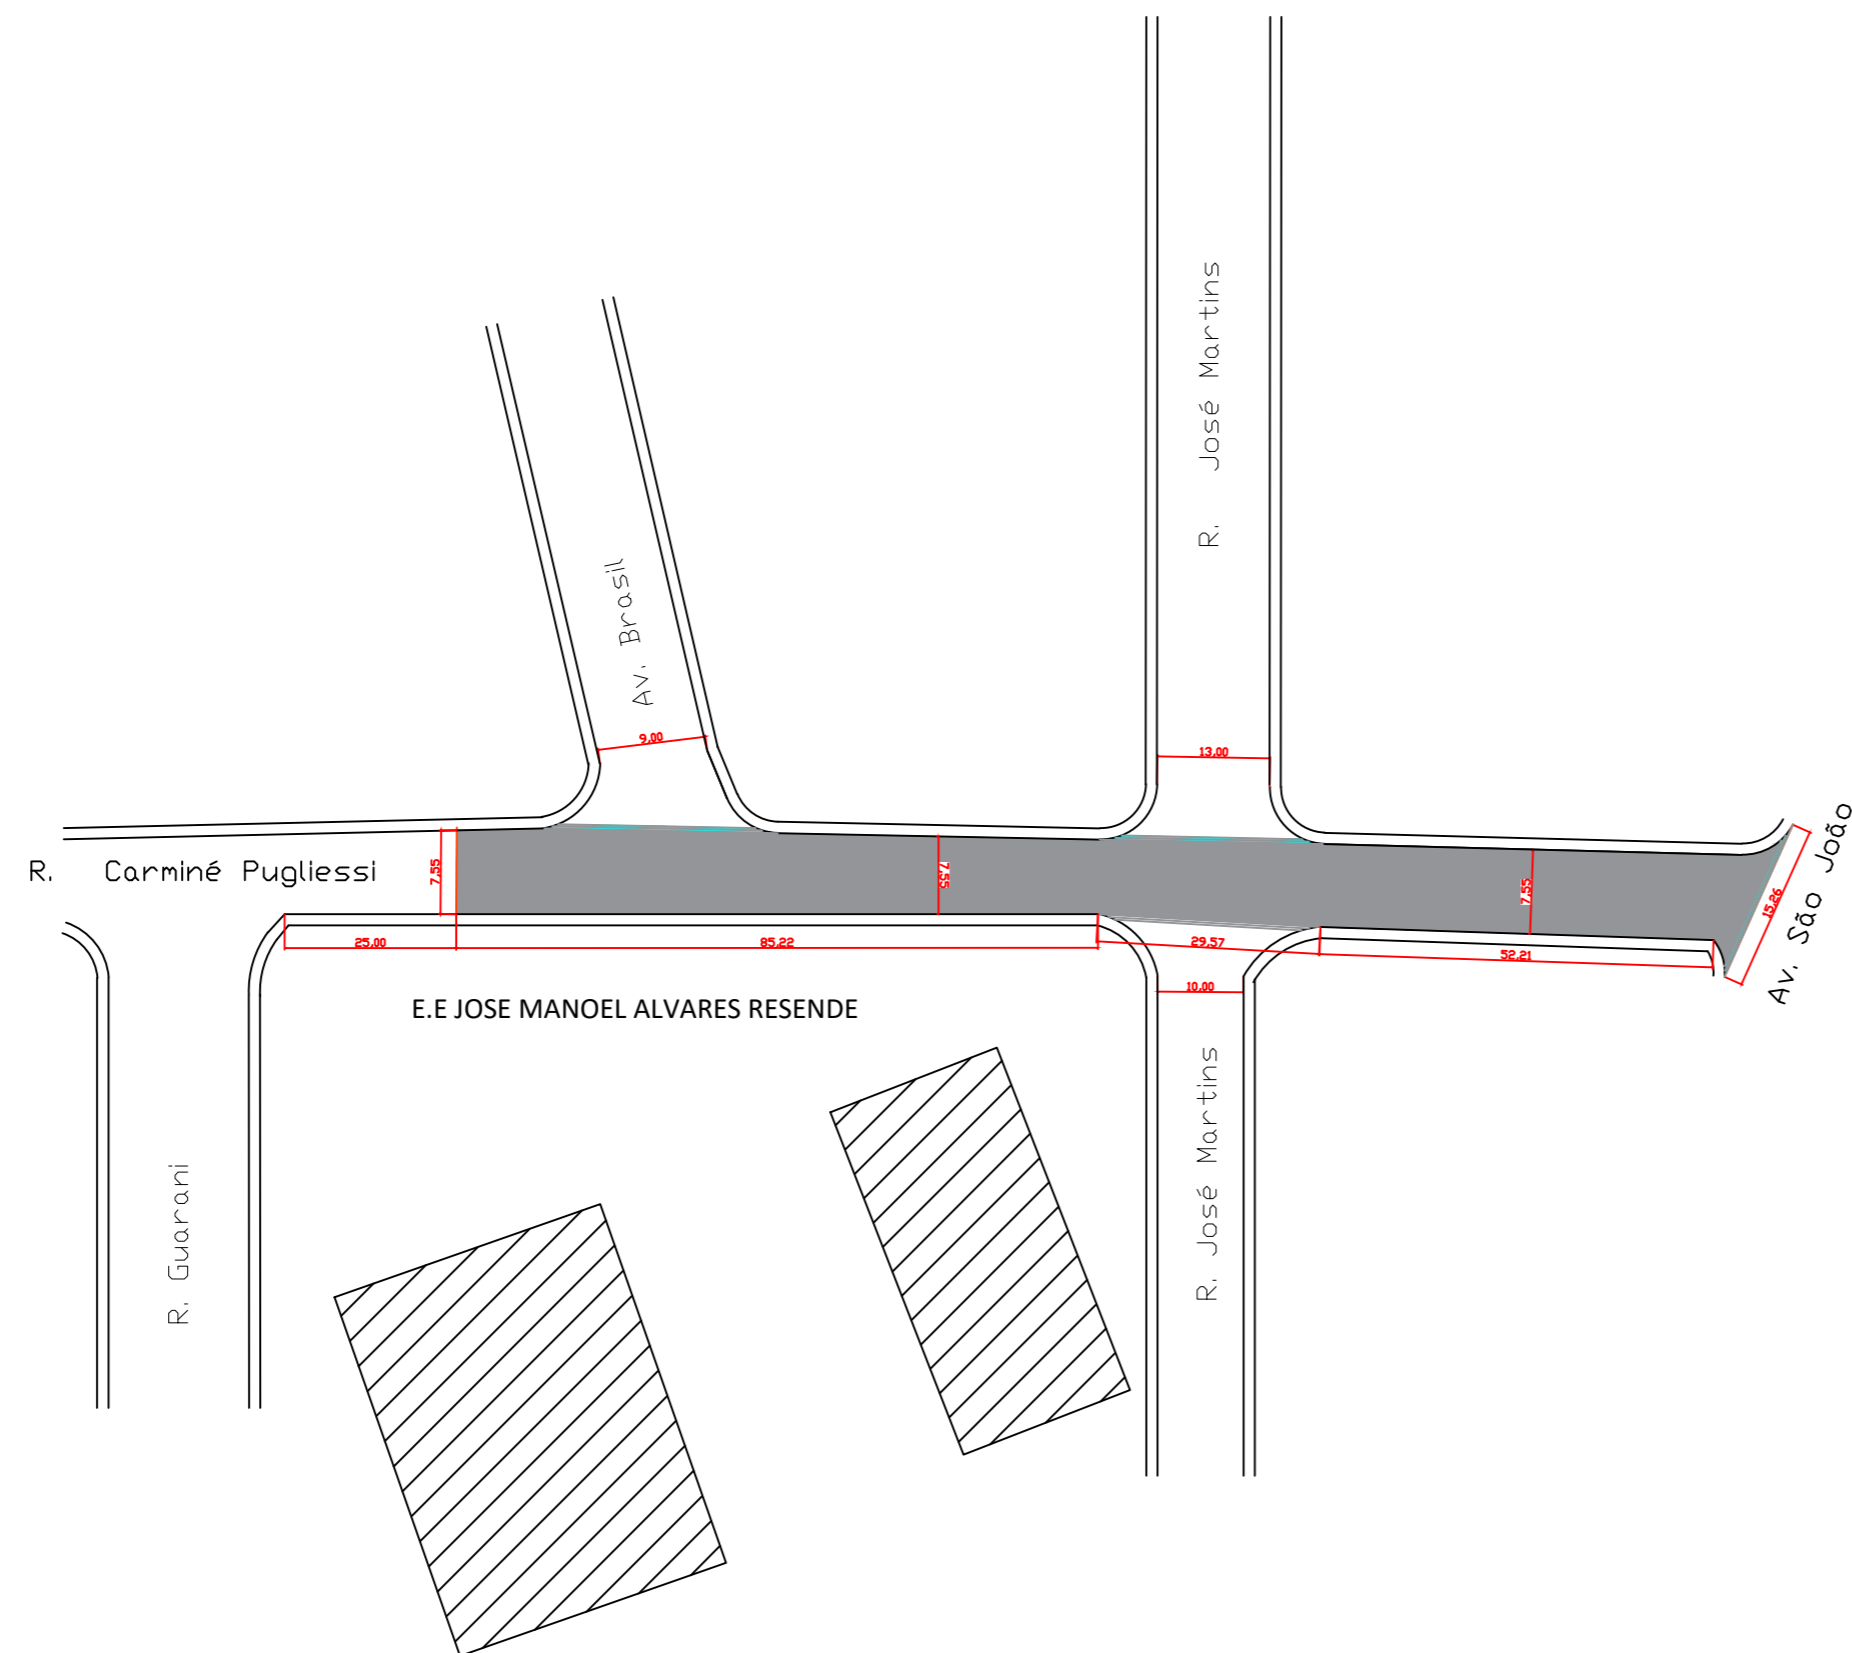 R. José Martins
Av. Brasil
9,00
13,00
R. Carminé Pugliessi
7,55
7,55
7,55
15,26
Av. São João
25,00
85,22
29,57
52,21
10,00
E.E JOSE MANOEL ALVARES RESENDE
R. José Martins
R. Guarani